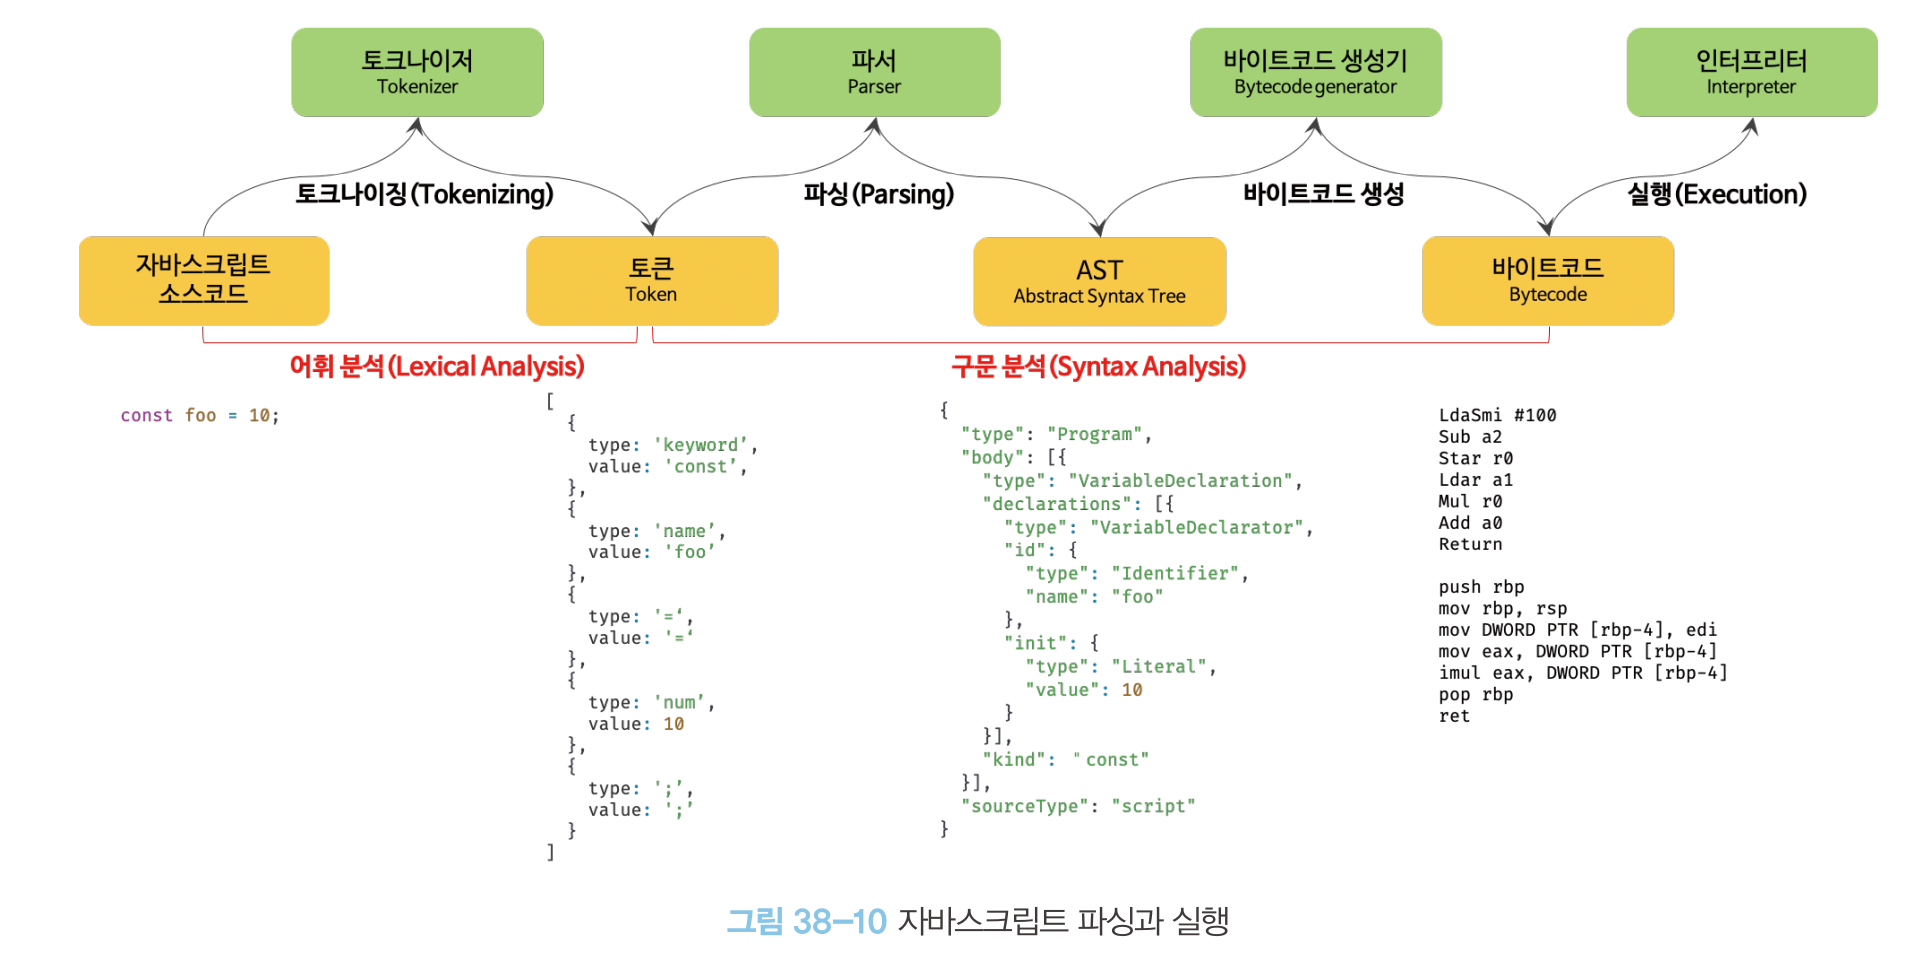 토크나이저
Tokenizer
파서
Parser
바이트코드 생성기
Bytecode generator
인터프리터
Interpreter
토크나이징(Tokenizing)
파싱(Parsing)
바이트코드 생성
실행(Execution)
자바스크립트
소스코드
토큰
Token
AST
Abstract Syntax Tree
바이트코드
Bytecode
어휘 분석(Lexical Analysis)
구문 분석(Syntax Analysis)
const foo = 10;
[
{
type: 'keyword’,
value: 'const’,
},
{
type: 'name’,
value: 'foo’
},
{
type: '=‘,
value: '=‘
},
{
type: 'num’,
value: 10
},
{
type: ';’,
value: ';’
}
]
{
"type": "Program",
"body": [{
"type": "VariableDeclaration",
"declarations": [{
"type": "VariableDeclarator",
"id": {
"type": "Identifier",
"name": "foo"
},
"init": {
"type": "Literal",
"value": 10
}
}],
"kind": "const"
}],
"sourceType": "script"
}
LdaSmi #100
Sub a2
Star r0
Ldar a1
Mul r0
Add a0
Return
push rbp
mov rbp, rsp
mov DWORD PTR [rbp-4], edi
mov eax, DWORD PTR [rbp-4]
imul eax, DWORD PTR [rbp-4]
pop rbp
ret
그림 38–10 자바스크립트 파싱과 실행